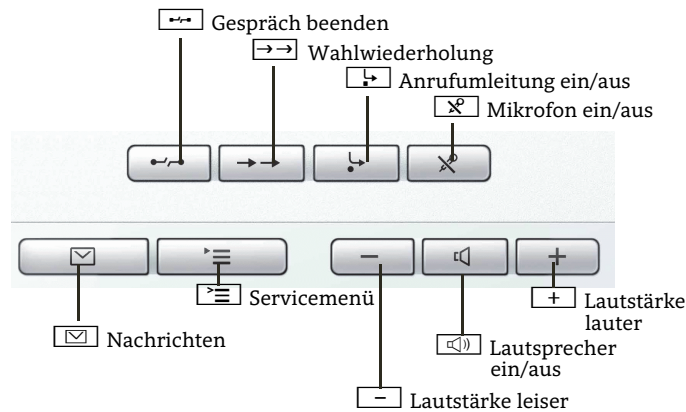 Gespräch beenden
Wahlwiederholung
Anrufumleitung ein/aus
Mikrofon ein/aus
Servicemenü
Lautstärke
lauter
Nachrichten
Lautsprecher
ein/aus
Lautstärke leiser